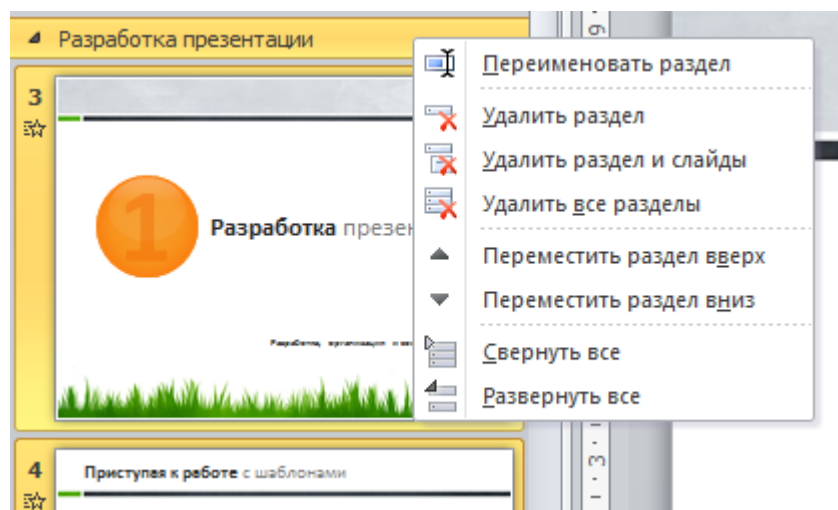 Разработка презентации
Переименовать раздел
3
Удалить раздел
Удалить раздел и слайды
1
Удалить все разделы
Разработка
Переместить раздел вверх
Переместить раздел вниз
Свернуть все
Развернуть все
4
Приступая к работе с шаблонами
3